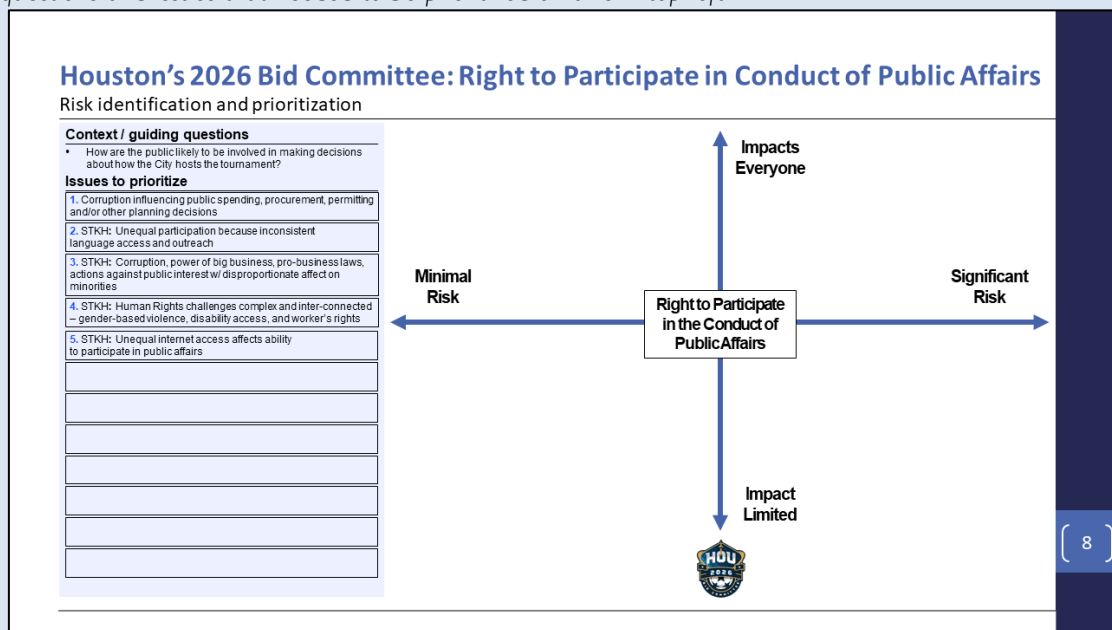 Houston's 2026 Bid Committee: Right to Participate in Conduct of Public Affairs
Risk identification and prioritization
Context / guiding questions
• How are the public likely to be involved in making decisions
about how the City hosts the tournament?
Issues to prioritize
1. Corruption influencing public spending, procurement, permitting
and/or other planning decisions
2. STKH: Unequal participation because inconsistent
language access and outreach
3. STKH: Corruption, power of big business, pro-business laws,
actions against public interest w/ disproportionate affect on
minorities
4. STKH: Human Rights challenges complex and inter-connected
– gender-based violence, disability access, and worker's rights
5. STKH: Unequal internet access affects ability
to participate in public affairs
Impacts
Everyone
Minimal
Risk
Significant
Risk
Right to Participate
in the Conduct of
Public Affairs
Impact
Limited
HOU
2026
8